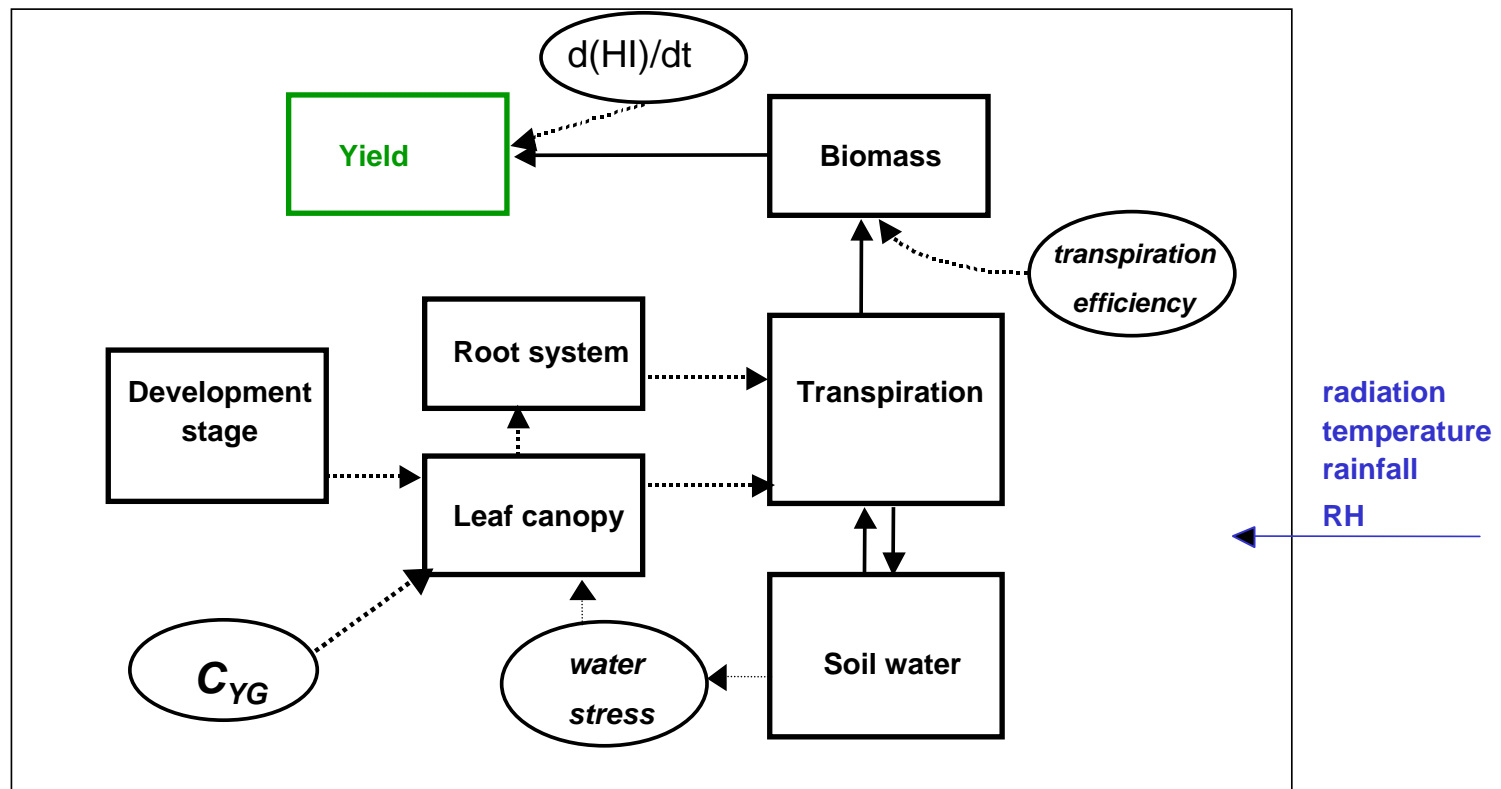 d(HI)/dt
Yield
Biomass
transpiration
efficiency
Root system
Development
stage
Transpiration
radiation
temperature
rainfall
RH
Leaf canopy
C_YG
water
stress
Soil water